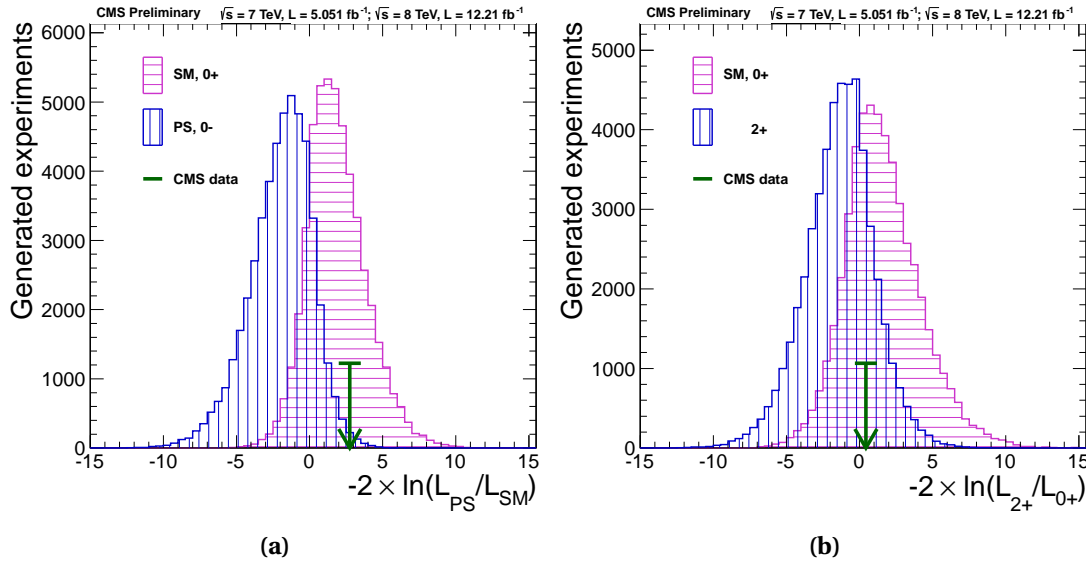 CMS Preliminary √s = 7 TeV, L = 5.051 fb⁻¹; √s = 8 TeV, L = 12.21 fb⁻¹
Generated experiments
6000
5000
4000
3000
2000
1000
0
SM, 0+
PS, 0-
CMS data
-15 -10 -5 0 5 10 15
-2 × ln(L_PS/L_SM)
(a)
CMS Preliminary √s = 7 TeV, L = 5.051 fb⁻¹; √s = 8 TeV, L = 12.21 fb⁻¹
Generated experiments
5000
4000
3000
2000
1000
0
SM, 0+
2+
CMS data
-15 -10 -5 0 5 10 15
-2 × ln(L_2+/L_0+)
(b)